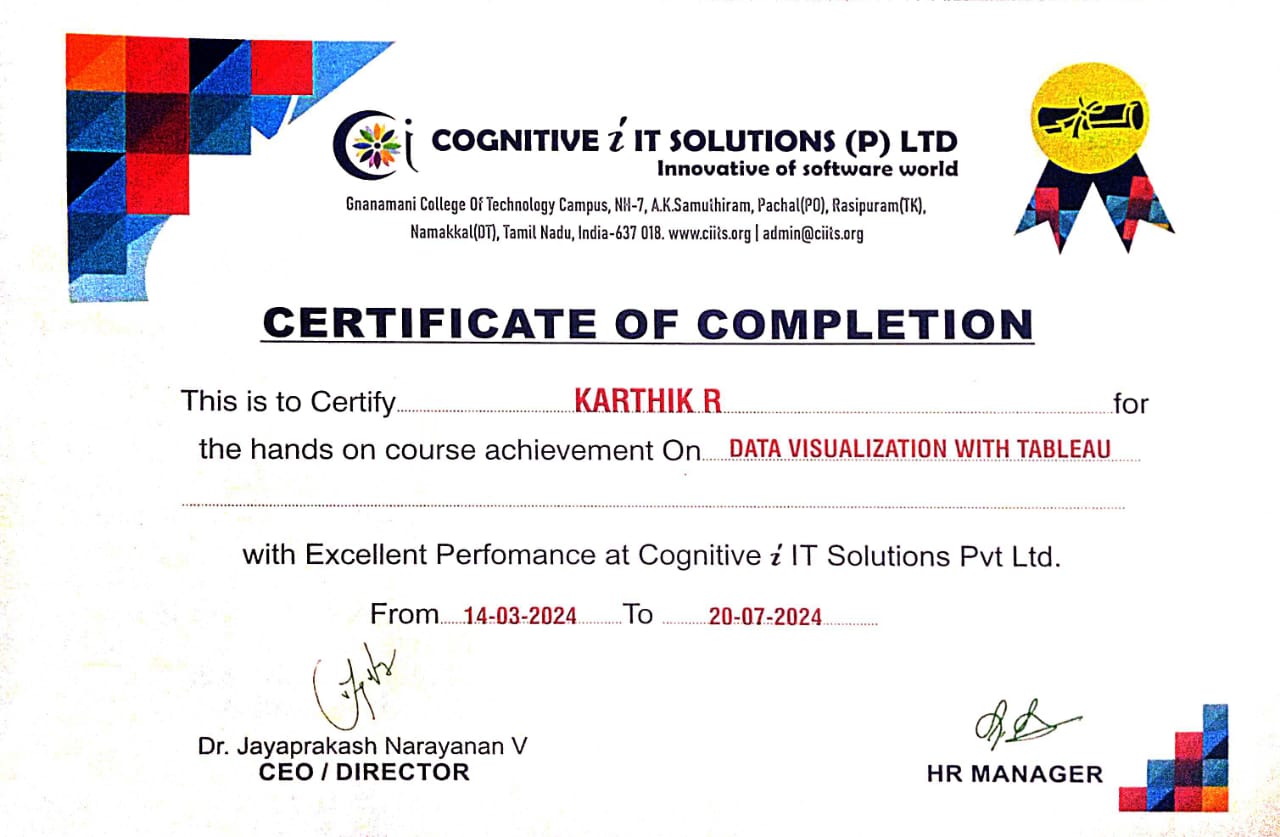 COGNITIVE i IT SOLUTIONS (P) LTD
Innovative of software world
Gnanamani College Of Technology Campus, NH-7, A.K.Samuthiram, Pachal(PO), Rasipuram(TK),
Namakkal(DT), Tamil Nadu, India-637 018. www.ciits.org | admin@ciits.org
CERTIFICATE OF COMPLETION
This is to Certify KARTHIK R for
the hands on course achievement On DATA VISUALIZATION WITH TABLEAU
with Excellent Perfomance at Cognitive i IT Solutions Pvt Ltd.
From 14-03-2024 To 20-07-2024
Dr. Jayaprakash Narayanan V
CEO / DIRECTOR
HR MANAGER